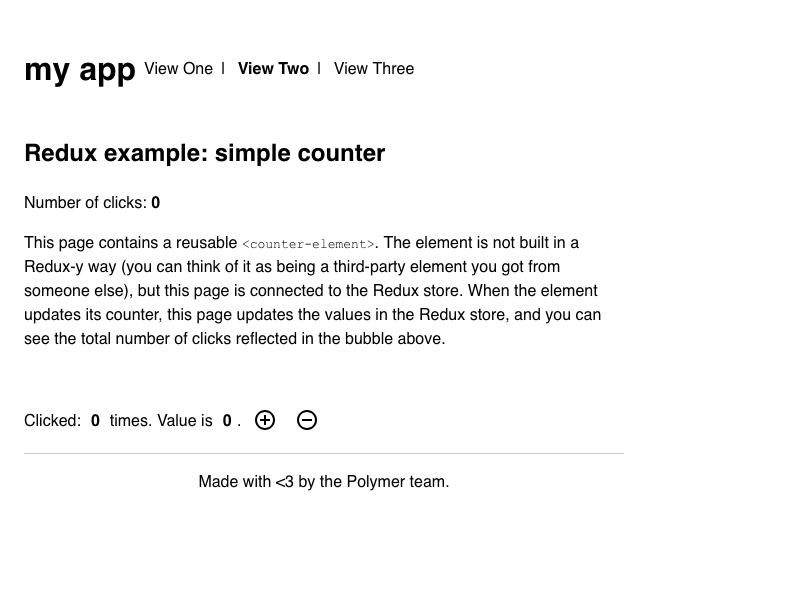 my app View One | View Two | View Three
Redux example: simple counter
Number of clicks: 0
This page contains a reusable <counter-element>. The element is not built in a
Redux-y way (you can think of it as being a third-party element you got from
someone else), but this page is connected to the Redux store. When the element
updates its counter, this page updates the values in the Redux store, and you can
see the total number of clicks reflected in the bubble above.
Clicked: 0 times. Value is 0 .
Made with <3 by the Polymer team.